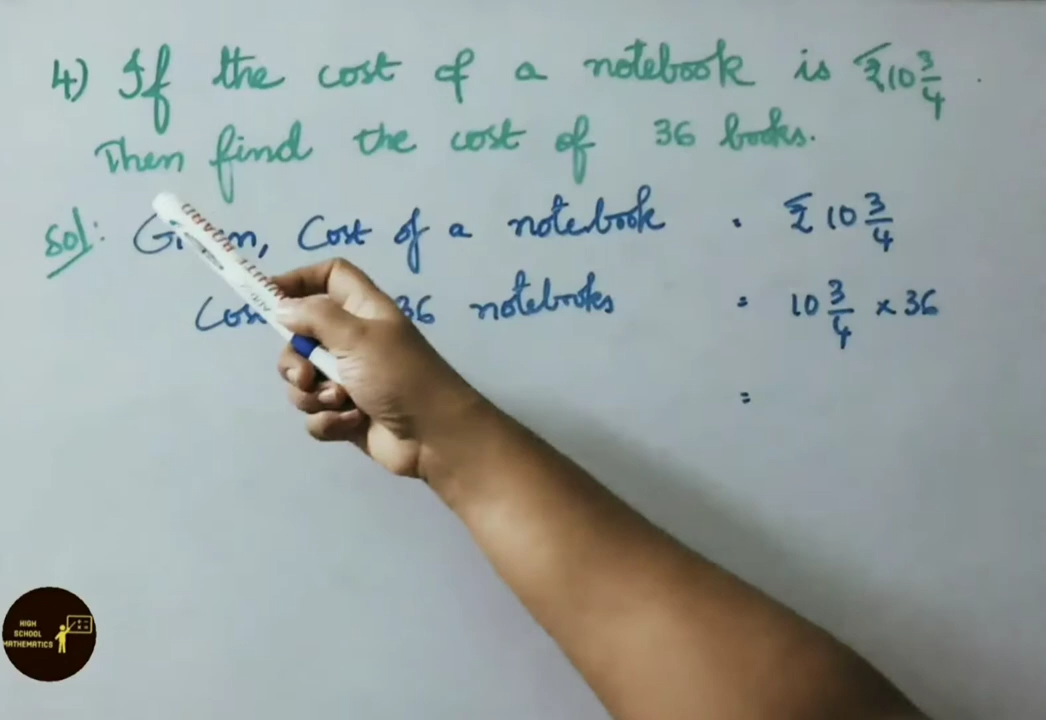 4) If the cost of a notebook is ₹10 3/4 .
Then find the cost of 36 books.
Sol: Given, Cost of a notebook = ₹ 10 3/4
36 notebooks = 10 3/4 × 36
=
HIGH
SCHOOL
MATHEMATICS